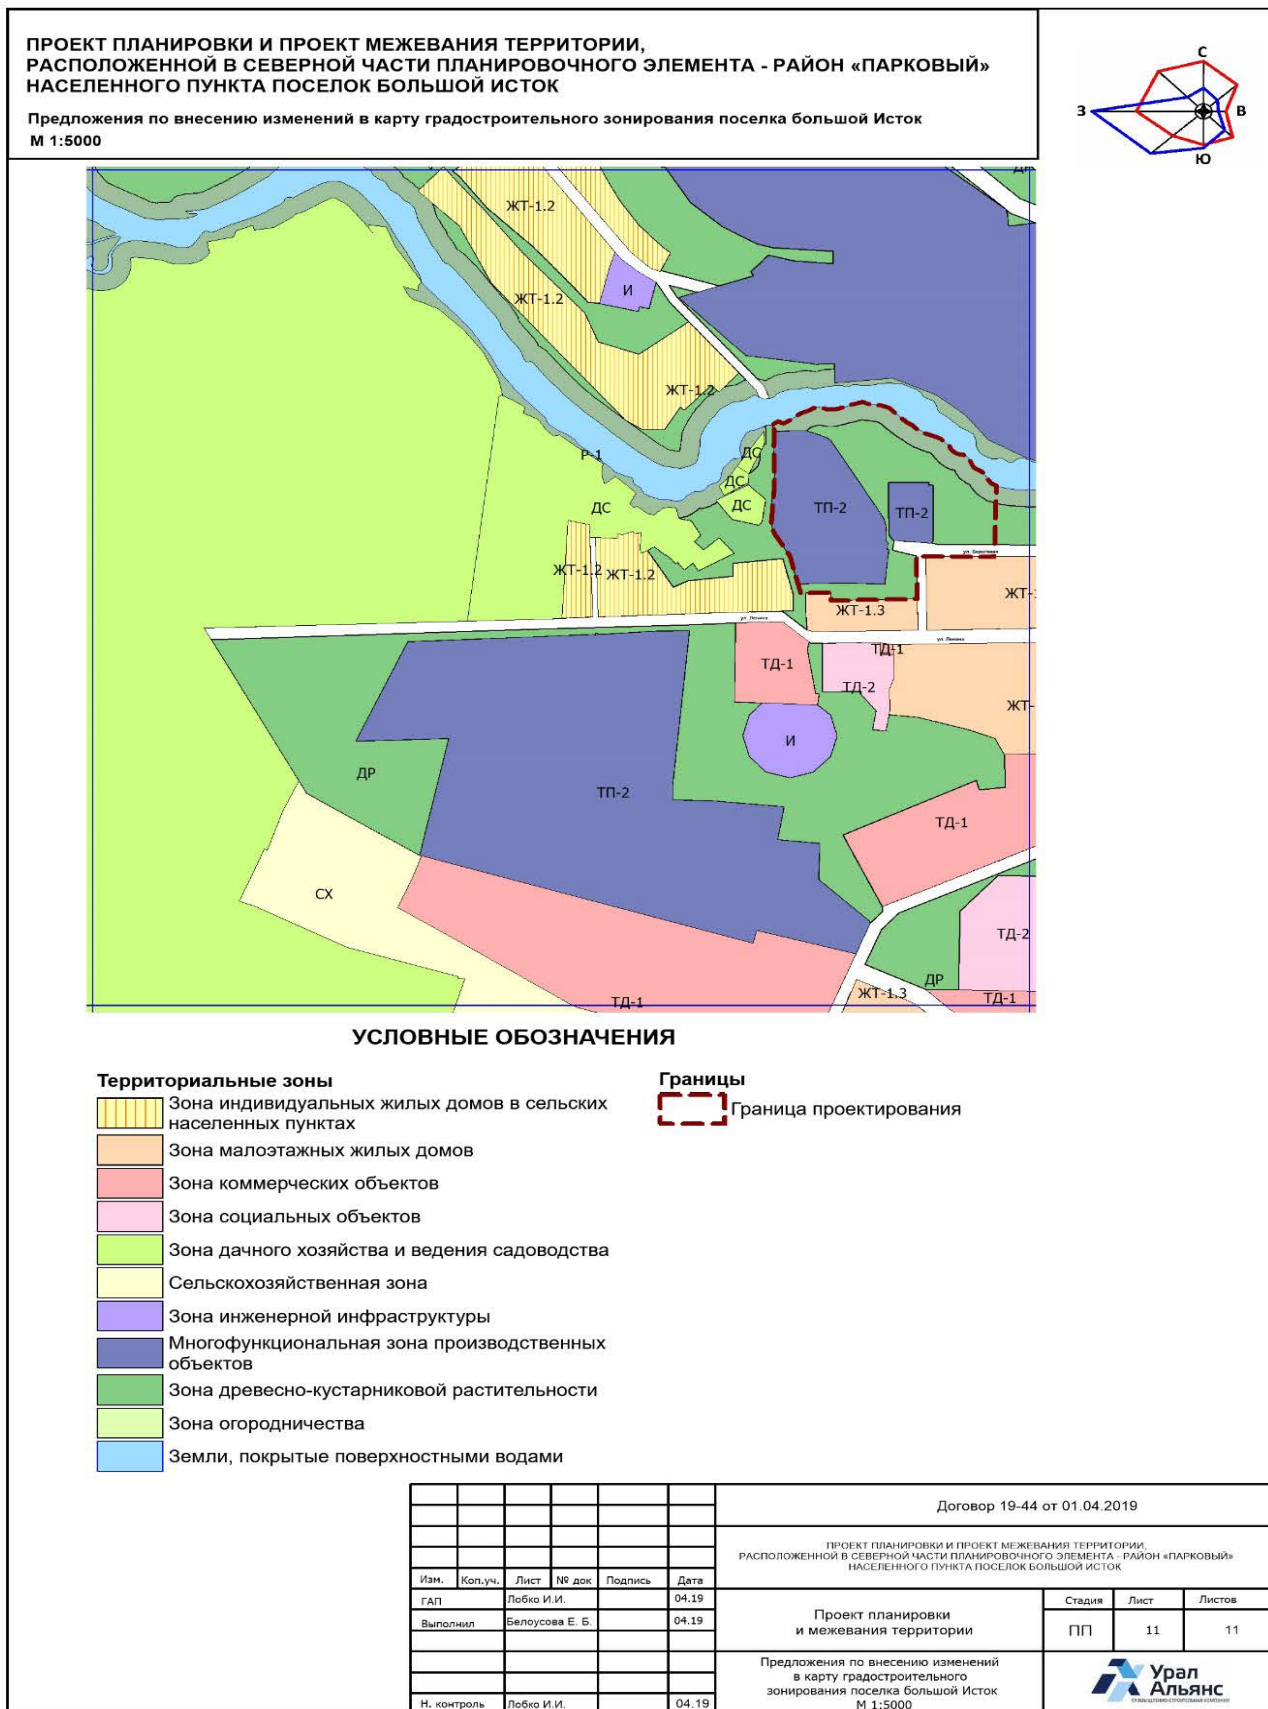 ПРОЕКТ ПЛАНИРОВКИ И ПРОЕКТ МЕЖЕВАНИЯ ТЕРРИТОРИИ,
РАСПОЛОЖЕННОЙ В СЕВЕРНОЙ ЧАСТИ ПЛАНИРОВОЧНОГО ЭЛЕМЕНТА - РАЙОН «ПАРКОВЫЙ»
НАСЕЛЕННОГО ПУНКТА ПОСЕЛОК БОЛЬШОЙ ИСТОК
Предложения по внесению изменений в карту градостроительного зонирования поселка большой Исток
М 1:5000
С
З
В
Ю
ДР
ЖТ-1.2
И
ЖТ-1.2
ЖТ-1.2
Р-1
ДС
ДС
ДС
ДС
ТП-2
ТП-2
ул. Береговая
ЖТ-1.2
ЖТ-1.2
ЖТ-1
ЖТ-1.3
ул. Ленина
ул. Ленина
ТД-1
ТД-1
ТД-2
ЖТ-
И
ДР
ТП-2
ТД-1
СХ
ТД-2
ДР
ЖТ-1.3
ТД-1
ТД-1
УСЛОВНЫЕ ОБОЗНАЧЕНИЯ
Территориальные зоны
Зона индивидуальных жилых домов в сельских
населенных пунктах
Зона малоэтажных жилых домов
Зона коммерческих объектов
Зона социальных объектов
Зона дачного хозяйства и ведения садоводства
Сельскохозяйственная зона
Зона инженерной инфраструктуры
Многофункциональная зона производственных
объектов
Зона древесно-кустарниковой растительности
Зона огородничества
Земли, покрытые поверхностными водами
Границы
Граница проектирования
Договор 19-44 от 01.04.2019
ПРОЕКТ ПЛАНИРОВКИ И ПРОЕКТ МЕЖЕВАНИЯ ТЕРРИТОРИИ,
РАСПОЛОЖЕННОЙ В СЕВЕРНОЙ ЧАСТИ ПЛАНИРОВОЧНОГО ЭЛЕМЕНТА - РАЙОН «ПАРКОВЫЙ»
НАСЕЛЕННОГО ПУНКТА ПОСЕЛОК БОЛЬШОЙ ИСТОК
Изм. Кол.уч. Лист № док Подпись Дата
ГАП Лобко И.И. 04.19
Выполнил Белоусова Е. Б. 04.19
Н. контроль Лобко И.И. 04.19
Проект планировки
и межевания территории
Стадия Лист Листов
ПП 11 11
Предложения по внесению изменений
в карту градостроительного
зонирования поселка большой Исток
М 1:5000
Урал
Альянс